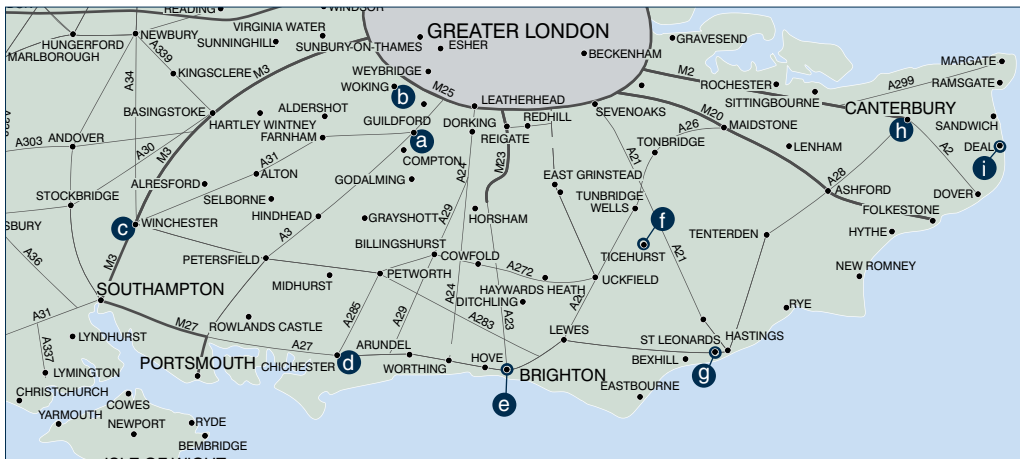 READING
WINDSOR
VIRGINIA WATER
GREATER LONDON
GRAVESEND
HUNGERFORD
NEWBURY
SUNNINGHILL
SUNBURY-ON-THAMES
ESHER
BECKENHAM
MARLBOROUGH
A339
M3
MARGATE
KINGSCLERE
WEYBRIDGE
M2
ROCHESTER
A299
RAMSGATE
A34
WOKING
b
M25
SITTINGBOURNE
BASINGSTOKE
ALDERSHOT
LEATHERHEAD
SEVENOAKS
CANTERBURY
HARTLEY WINTNEY
GUILDFORD
DORKING
REDHILL
M20
SANDWICH
A303
ANDOVER
FARNHAM
a
REIGATE
A26
MAIDSTONE
h
A30
M3
A31
COMPTON
A24
M23
A21
TONBRIDGE
LENHAM
A2
DEAL
i
STOCKBRIDGE
ALRESFORD
ALTON
GODALMING
EAST GRINSTEAD
A28
ASHFORD
DOVER
SELBORNE
TUNBRIDGE
WELLS
A29
c
WINCHESTER
HINDHEAD
GRAYSHOTT
HORSHAM
f
FOLKESTONE
SBURY
A3
TENTERDEN
HYTHE
A36
M3
BILLINGSHURST
COWFOLD
TICEHURST
A21
PETERSFIELD
A272
MIDHURST
PETWORTH
UCKFIELD
NEW ROMNEY
SOUTHAMPTON
HAYWARDS HEATH
DITCHLING
A24
A31
ROWLANDS CASTLE
A285
A29
A283
A23
RYE
M27
LYNDHURST
A27
ARUNDEL
LEWES
ST LEONARDS
HASTINGS
A337
PORTSMOUTH
CHICHESTER
d
WORTHING
HOVE
BRIGHTON
BEXHILL
g
LYMINGTON
EASTBOURNE
CHRISTCHURCH
COWES
e
YARMOUTH
NEWPORT
RYDE
BEMBRIDGE
ISLE OF WIGHT